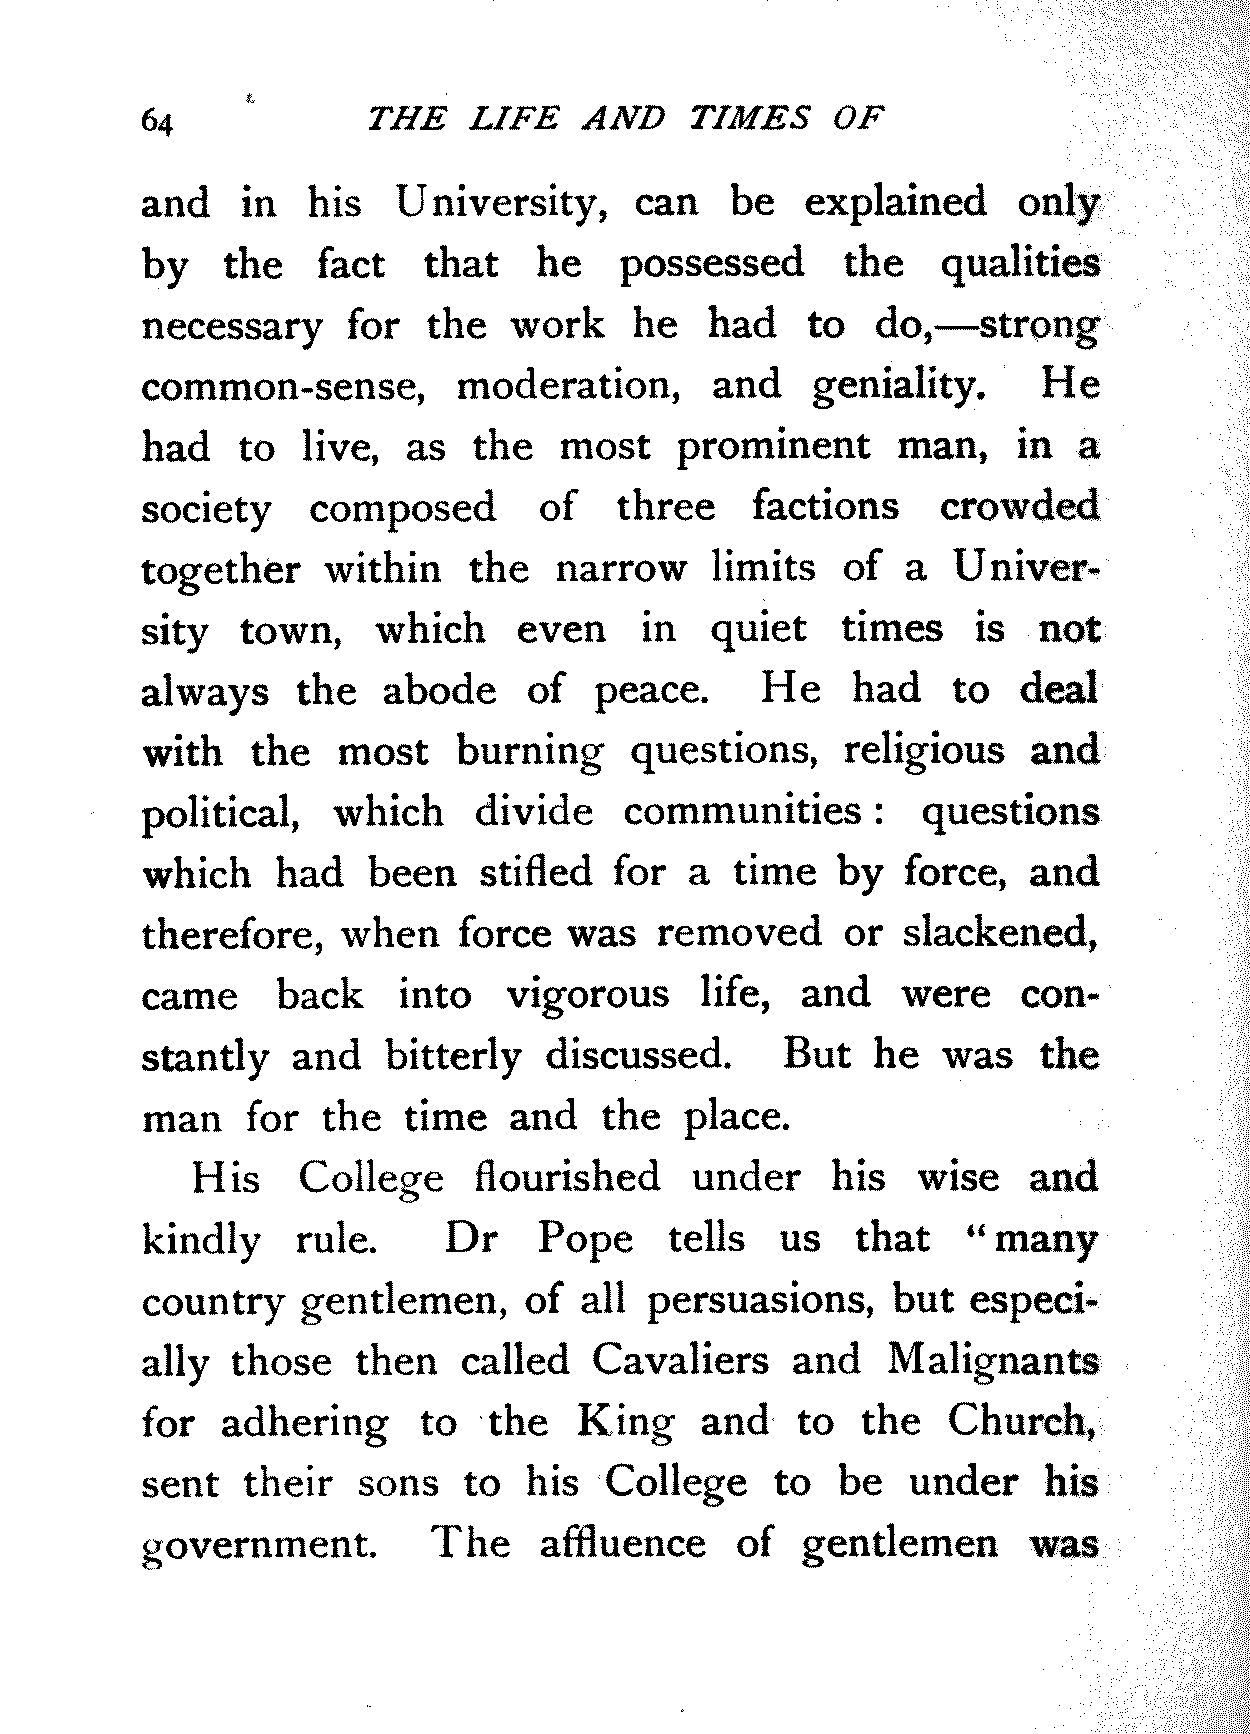 64 THE LIFE AND TIMES OF
and in his University, can be explained only
by the fact that he possessed the qualities
necessary for the work he had to do,—strong
common-sense, moderation, and geniality. He
had to live, as the most prominent man, in a
society composed of three factions crowded
together within the narrow limits of a Univer-
sity town, which even in quiet times is not
always the abode of peace. He had to deal
with the most burning questions, religious and
political, which divide communities : questions
which had been stifled for a time by force, and
therefore, when force was removed or slackened,
came back into vigorous life, and were con-
stantly and bitterly discussed. But he was the
man for the time and the place.
His College flourished under his wise and
kindly rule. Dr Pope tells us that “many
country gentlemen, of all persuasions, but especi-
ally those then called Cavaliers and Malignants
for adhering to the King and to the Church,
sent their sons to his College to be under his
government. The affluence of gentlemen was